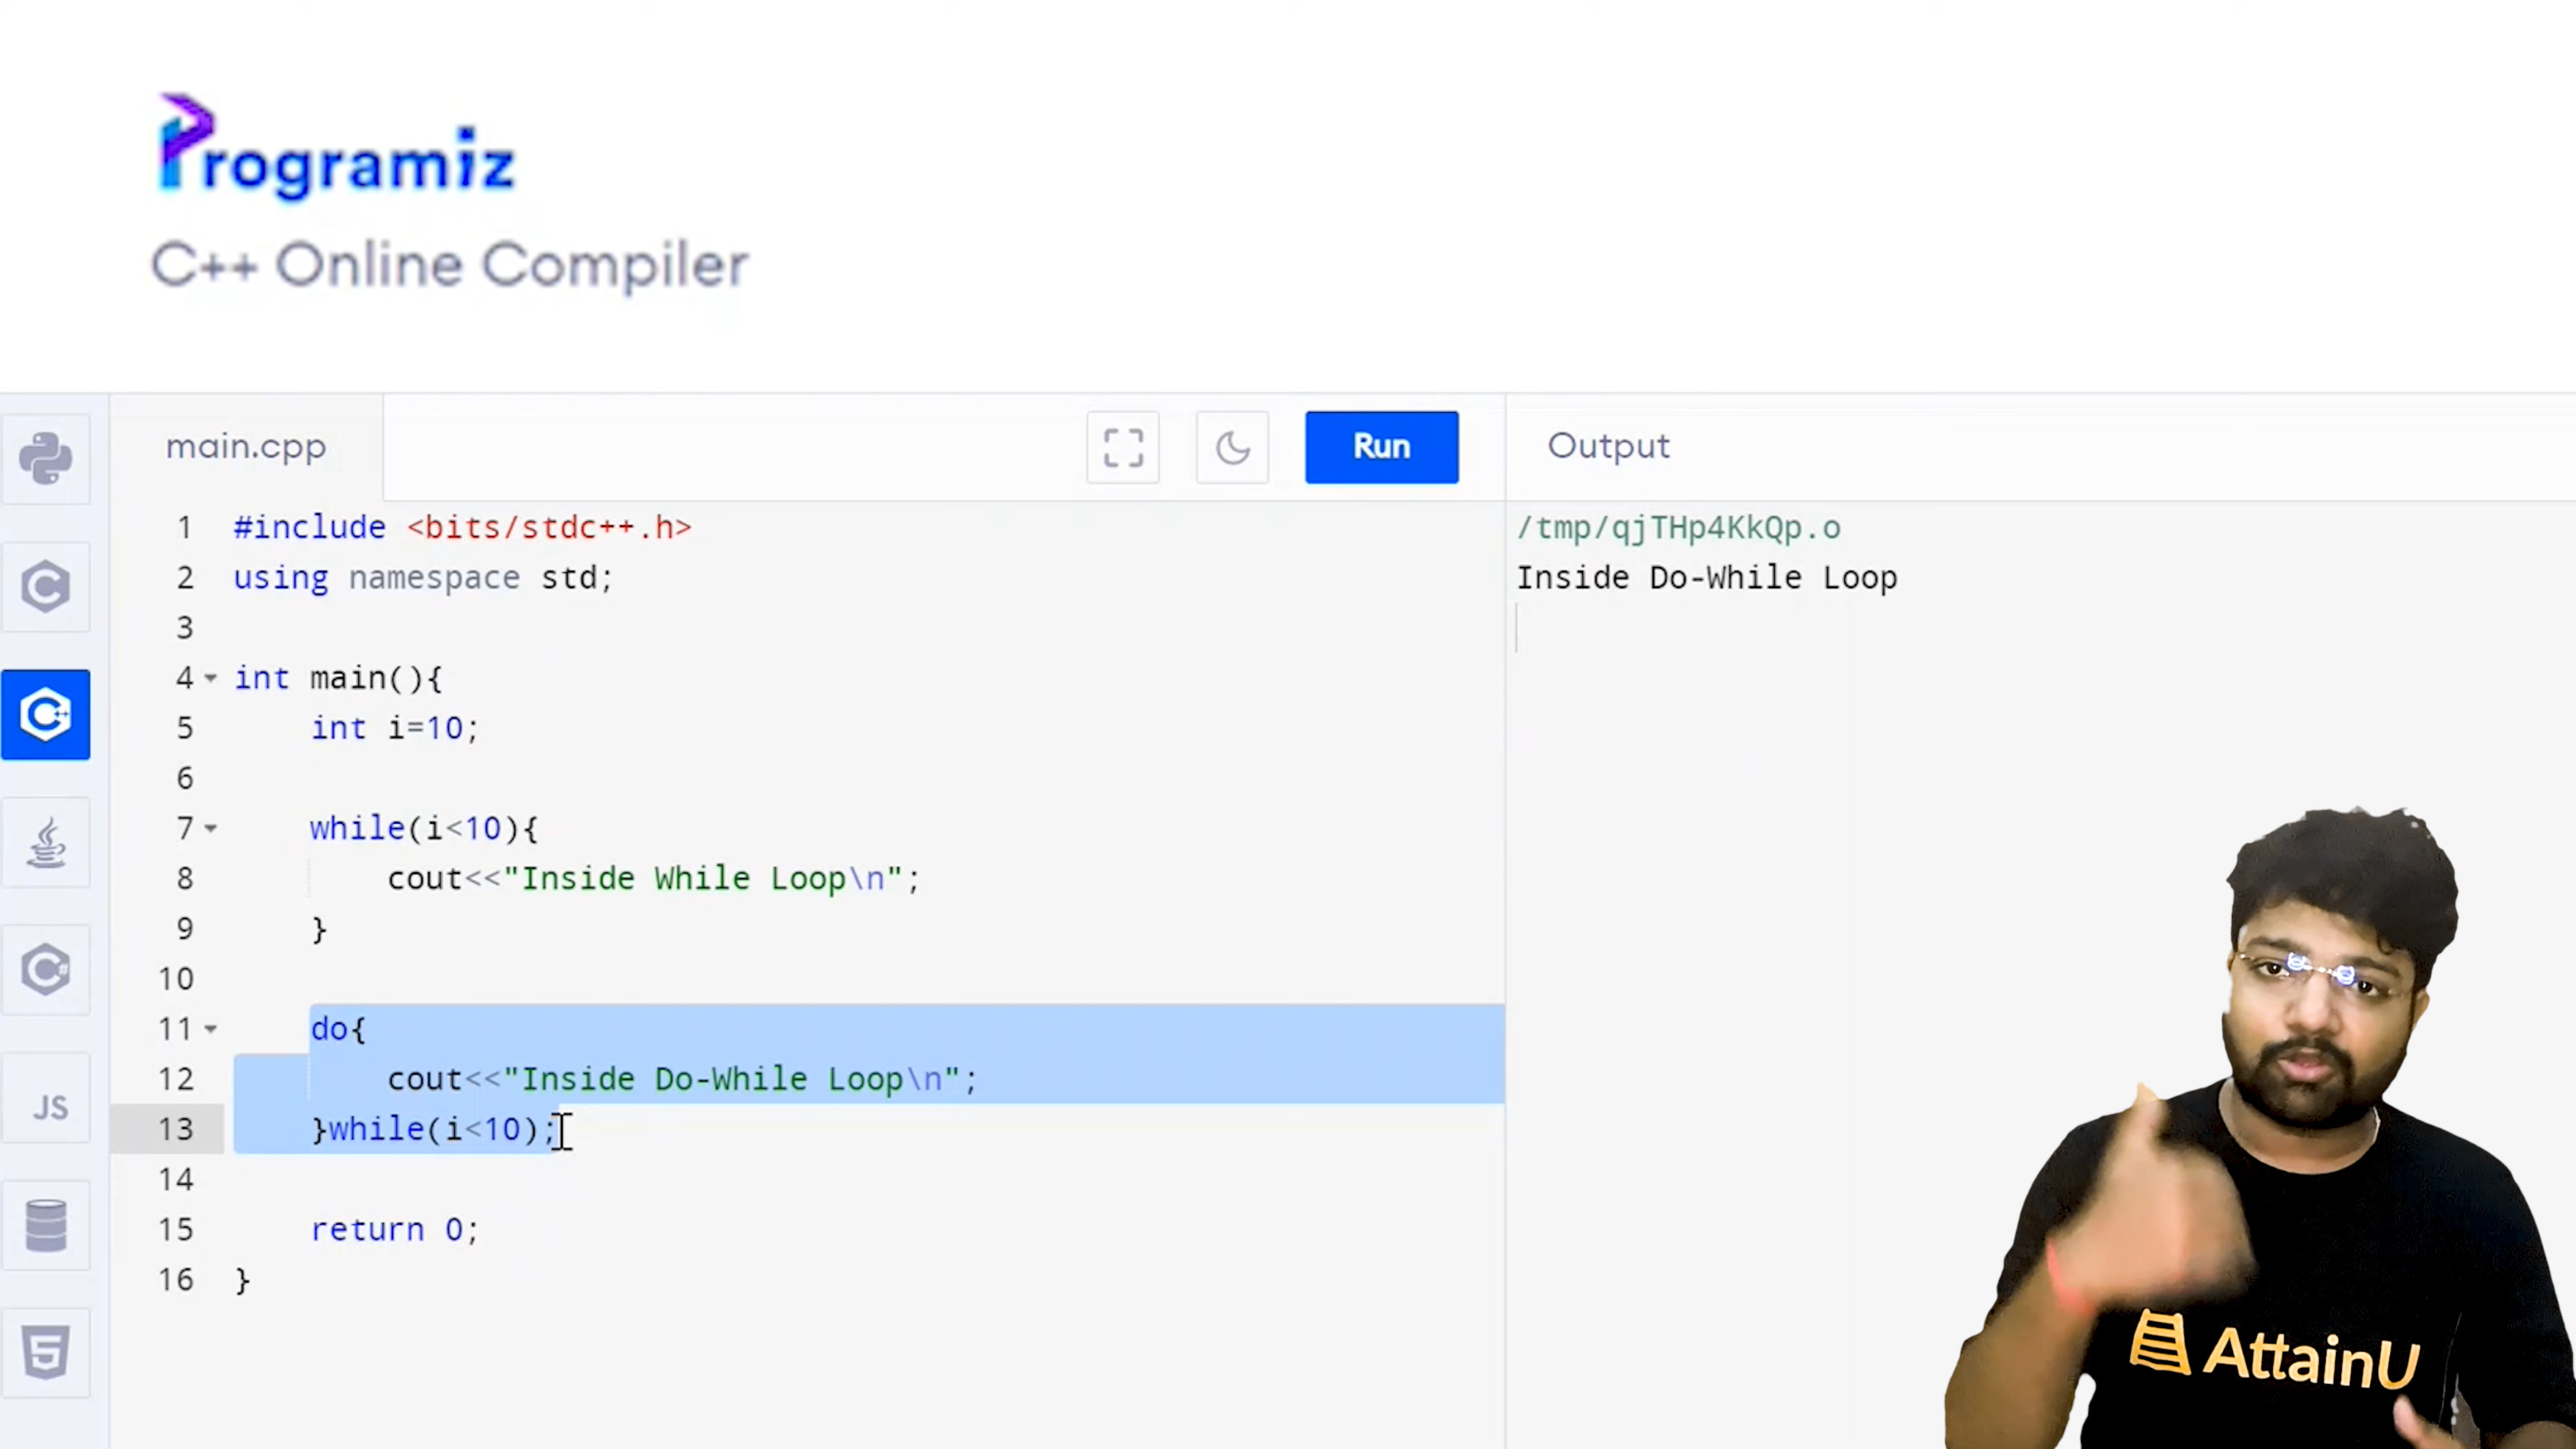 Programiz
C++ Online Compiler
main.cpp
Run
Output
1 #include <bits/stdc++.h>
2 using namespace std;
3
4 int main(){
5 int i=10;
6
7 while(i<10){
8 cout<<"Inside While Loop\n";
9 }
10
11 do{
12 cout<<"Inside Do-While Loop\n";
13 }while(i<10);
14
15 return 0;
16 }
/tmp/qjTHp4KkQp.o
Inside Do-While Loop
C
C++
C#
JS
5
AttainU